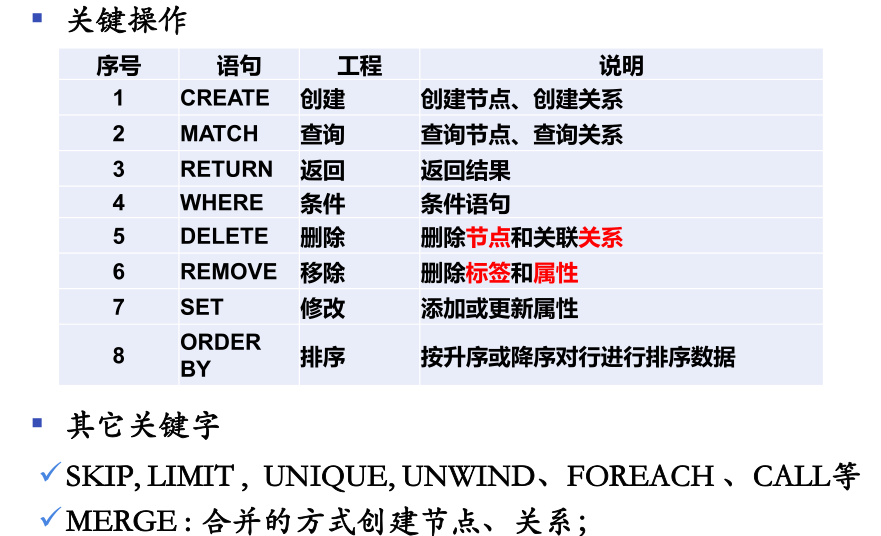 关键操作
序号 语句 工程 说明
1 CREATE 创建 创建节点、创建关系
2 MATCH 查询 查询节点、查询关系
3 RETURN 返回 返回结果
4 WHERE 条件 条件语句
5 DELETE 删除 删除节点和关联关系
6 REMOVE 移除 删除标签和属性
7 SET 修改 添加或更新属性
8 ORDER BY 排序 按升序或降序对行进行排序数据
其它关键字
SKIP, LIMIT , UNIQUE, UNWIND、FOREACH 、CALL等
MERGE : 合并的方式创建节点、关系；